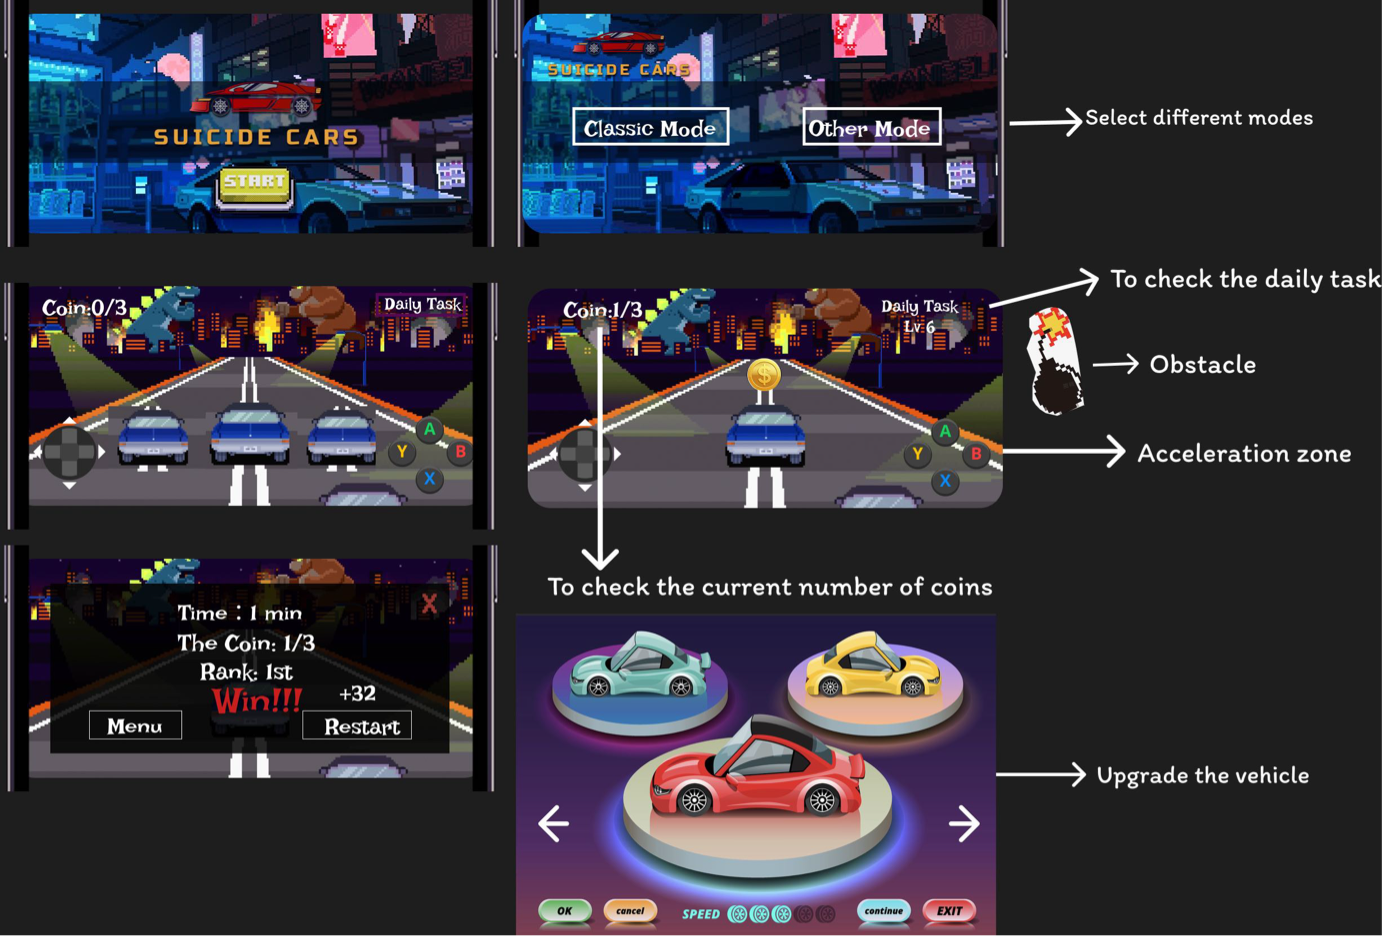 SUICIDE CARS
START
SUICIDE CARS
Classic Mode
Other Mode
Select different modes
Coin:0/3
Daily Task
A
Y
B
X
Coin:1/3
Daily Task
Lv 6
A
Y
B
X
To check the daily task
Obstacle
Acceleration zone
To check the current number of coins
Time : 1 min
The Coin: 1/3
Rank: 1st
Win!!!
+32
X
Menu
Restart
OK
cancel
SPEED
continue
EXIT
Upgrade the vehicle